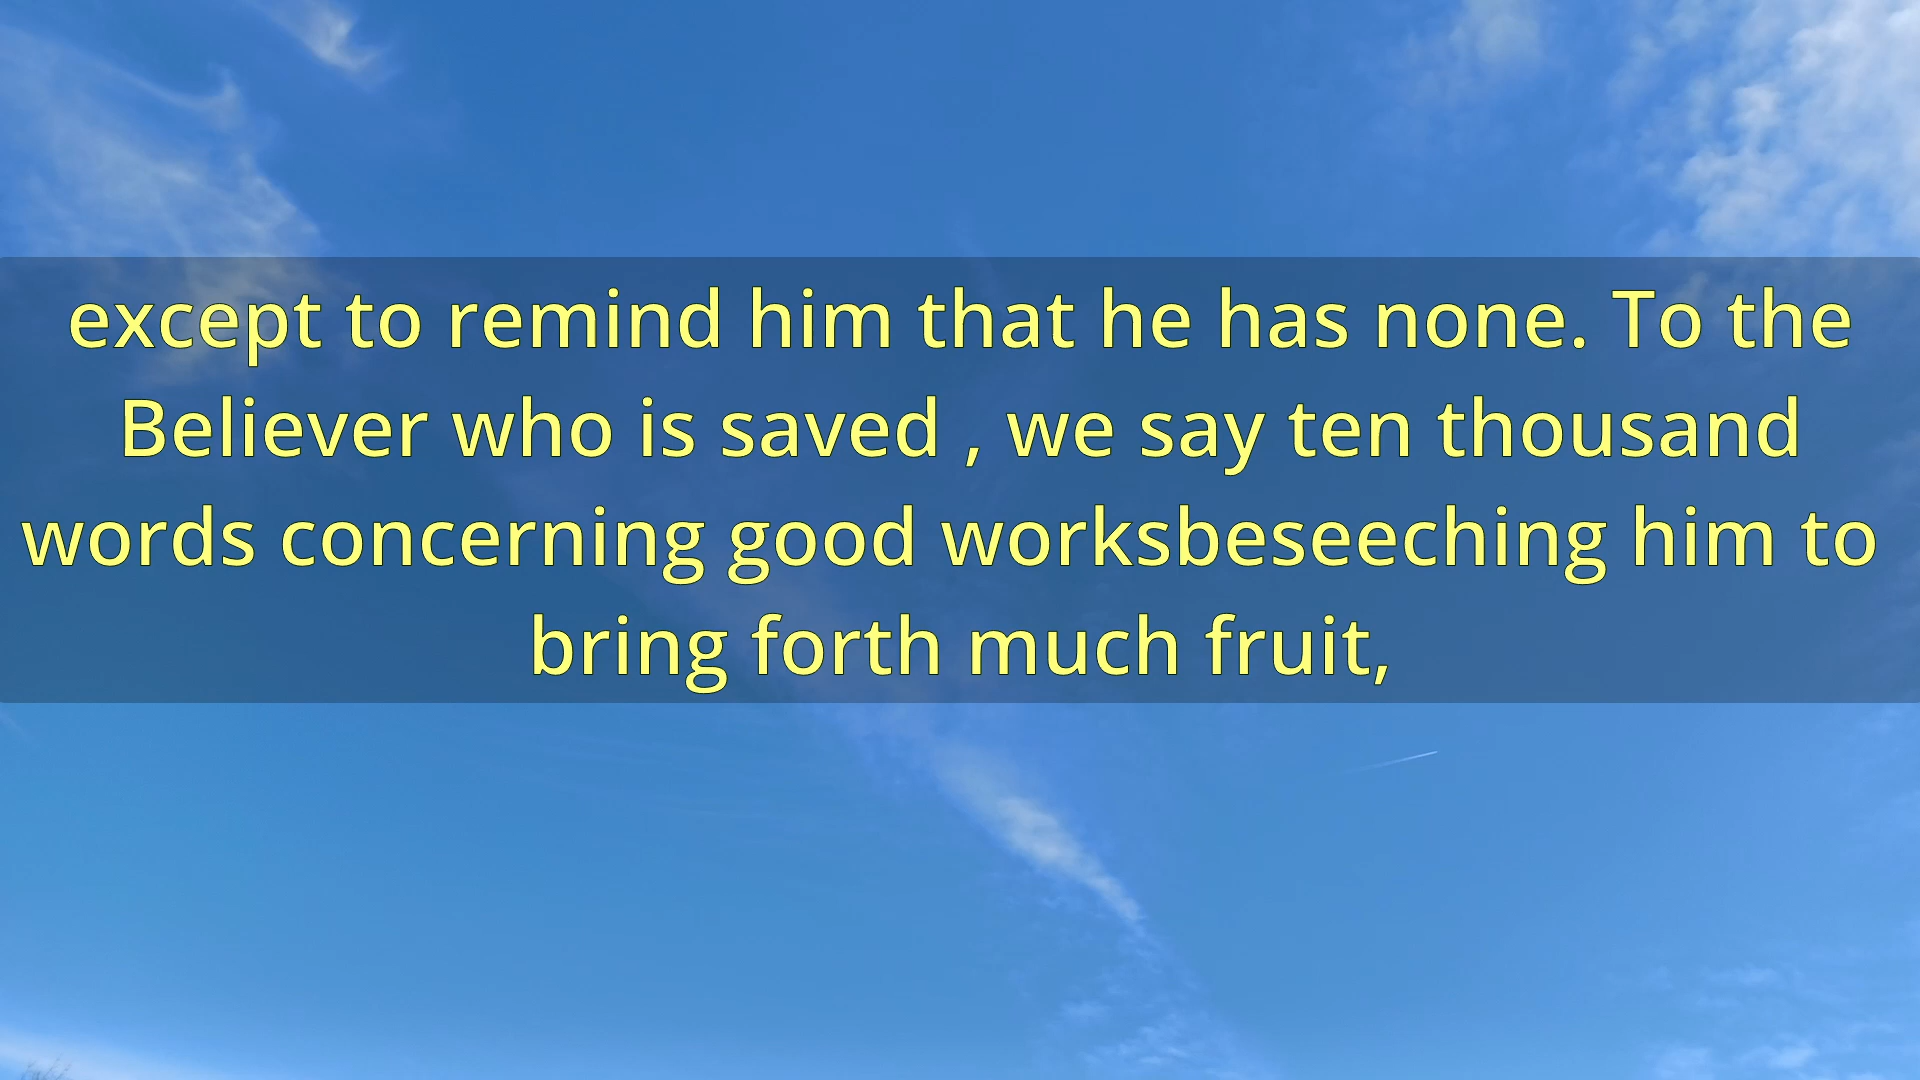 except to remind him that he has none. To the
Believer who is saved , we say ten thousand
words concerning good worksbeseeching him to
bring forth much fruit,